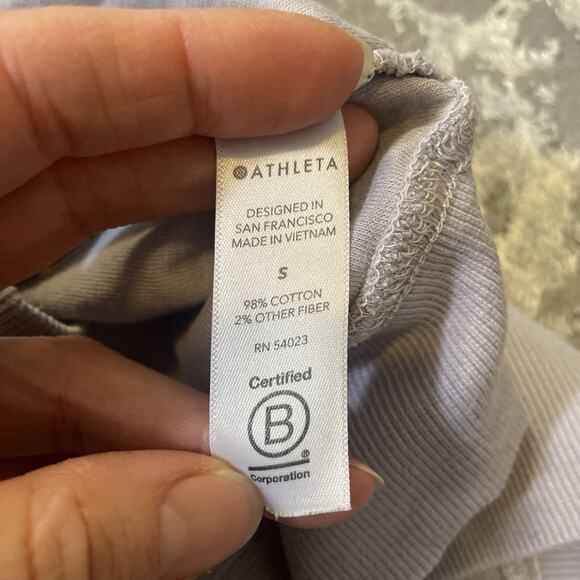 ATHLETA
DESIGNED IN
SAN FRANCISCO
MADE IN VIETNAM
S
98% COTTON
2% OTHER FIBER
RN 54023
Certified
B
®
Corporation